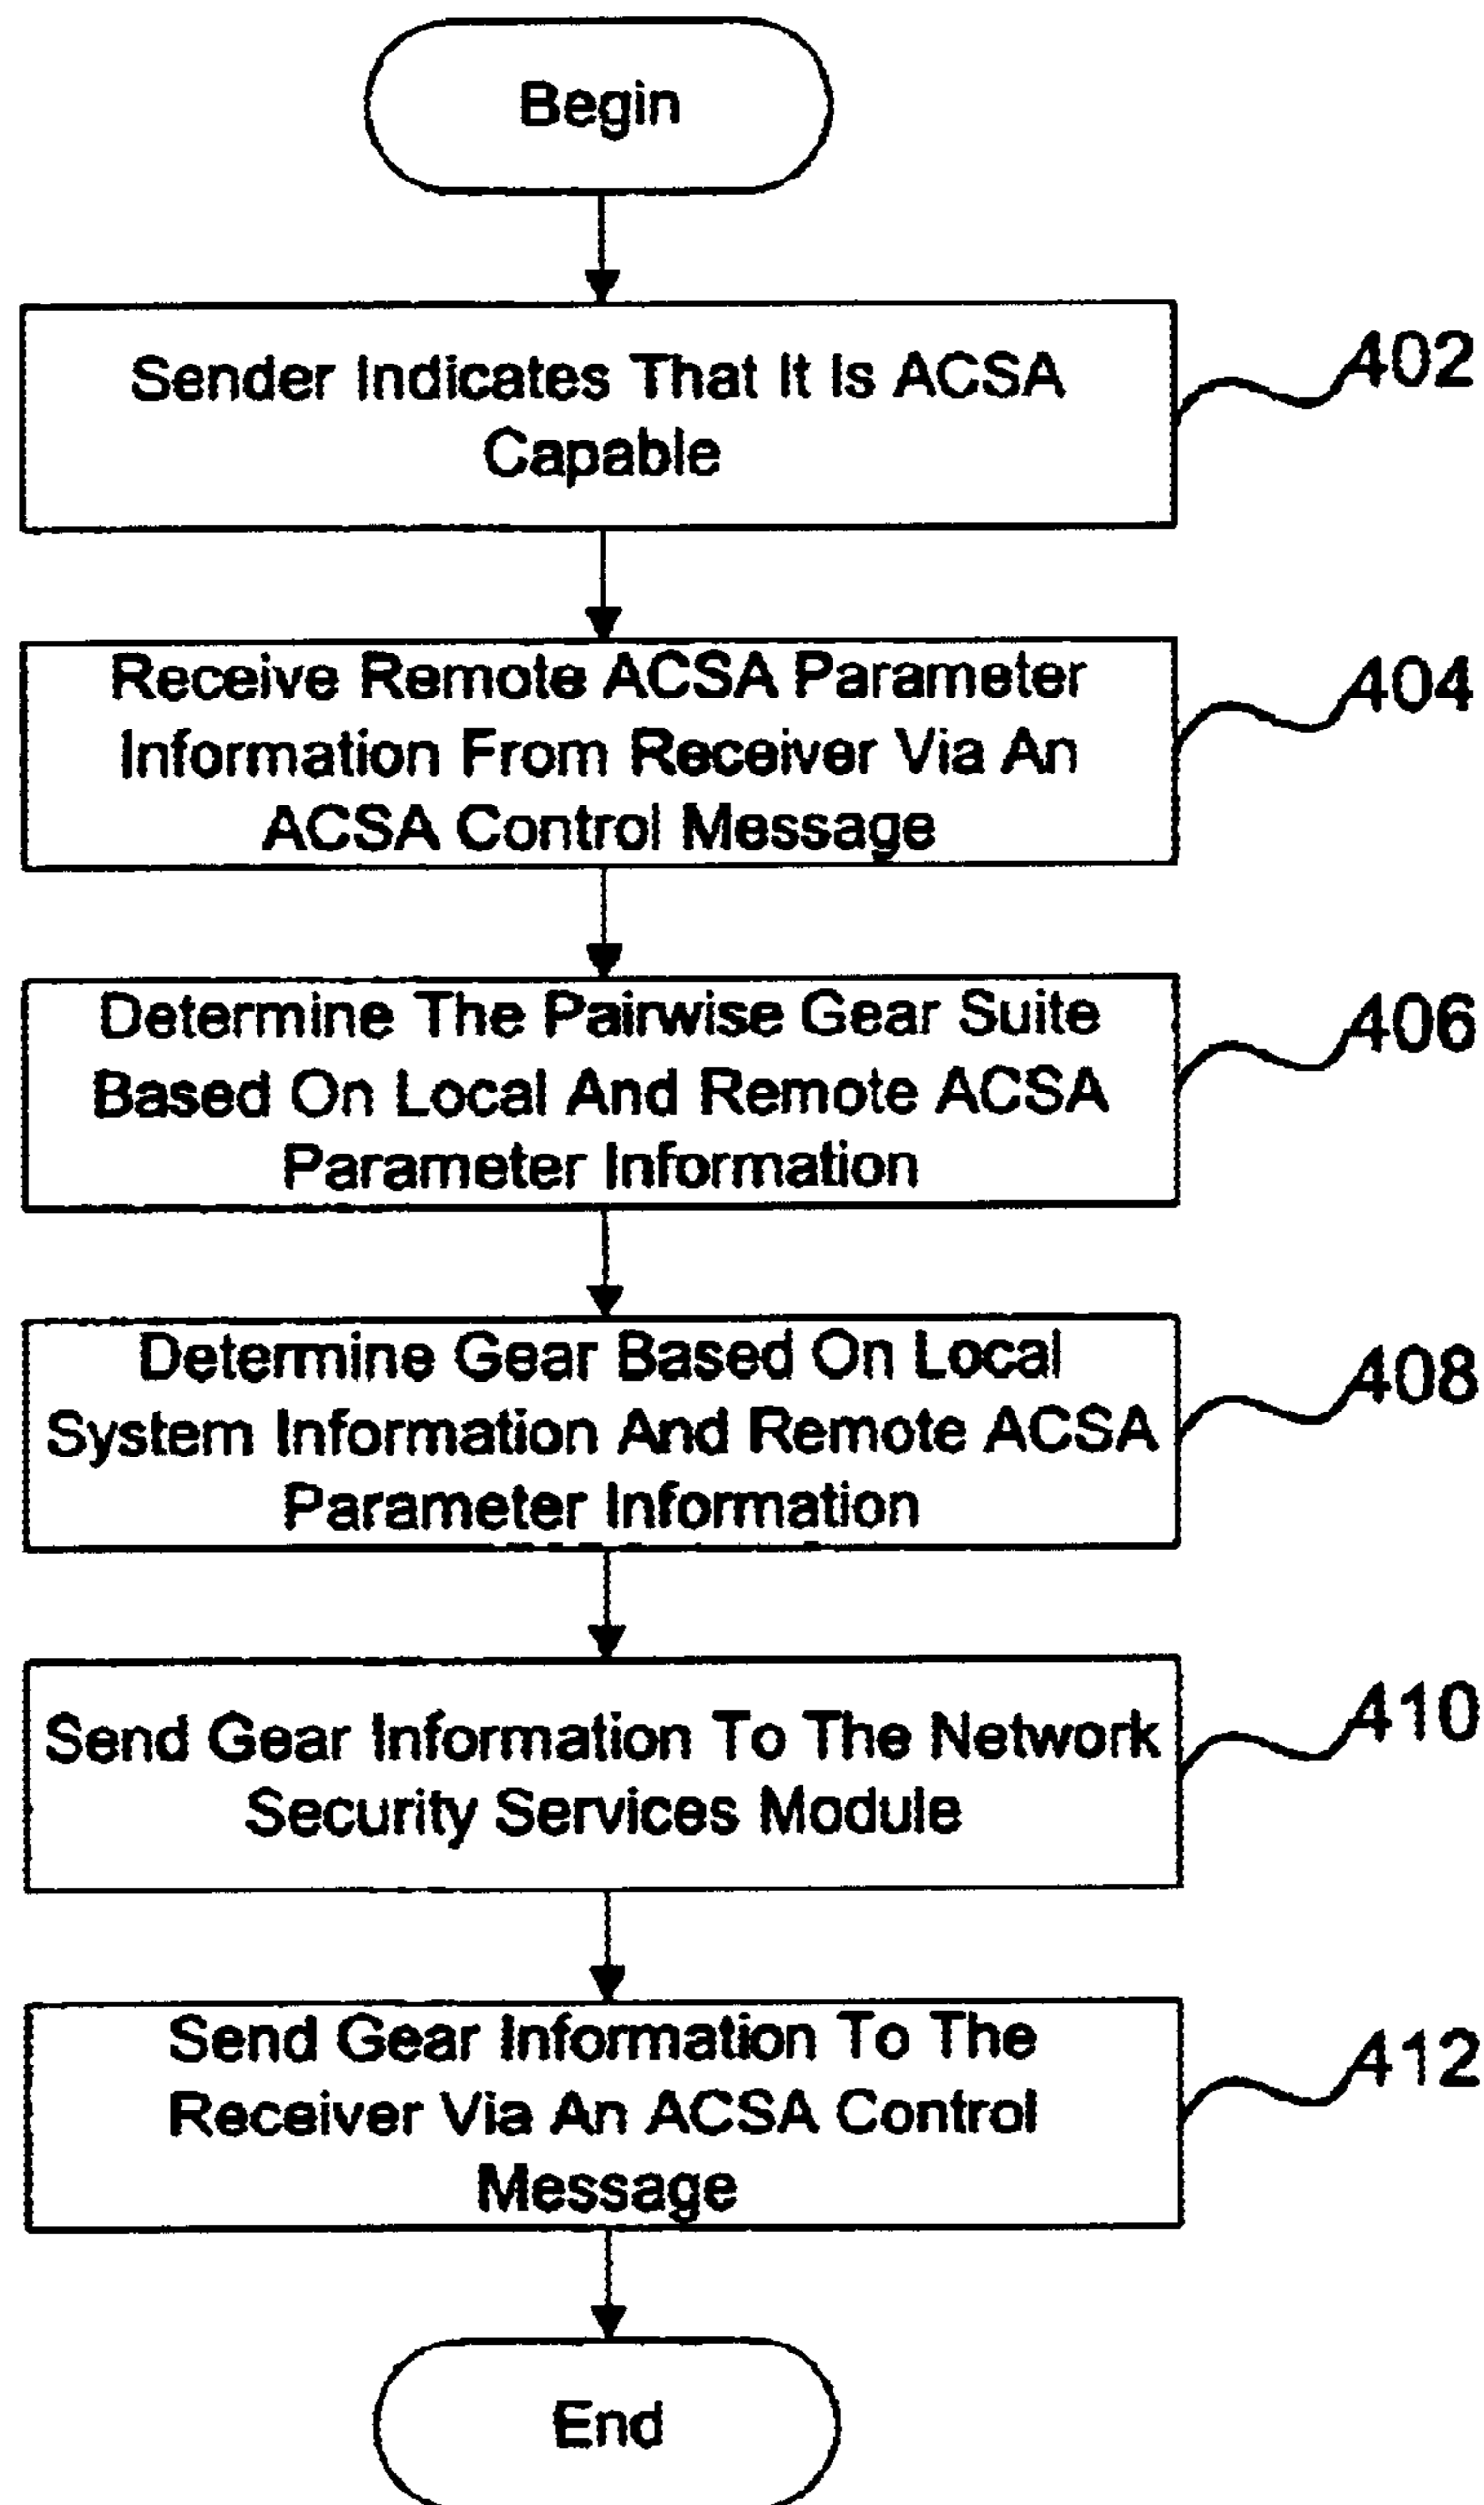 Begin
Sender Indicates That It Is ACSA
Capable
402
Receive Remote ACSA Parameter
Information From Receiver Via An
ACSA Control Message
404
Determine The Pairwise Gear Suite
Based On Local And Remote ACSA
Parameter Information
406
Determine Gear Based On Local
System Information And Remote ACSA
Parameter Information
408
Send Gear Information To The Network
Security Services Module
410
Send Gear Information To The
Receiver Via An ACSA Control
Message
412
End